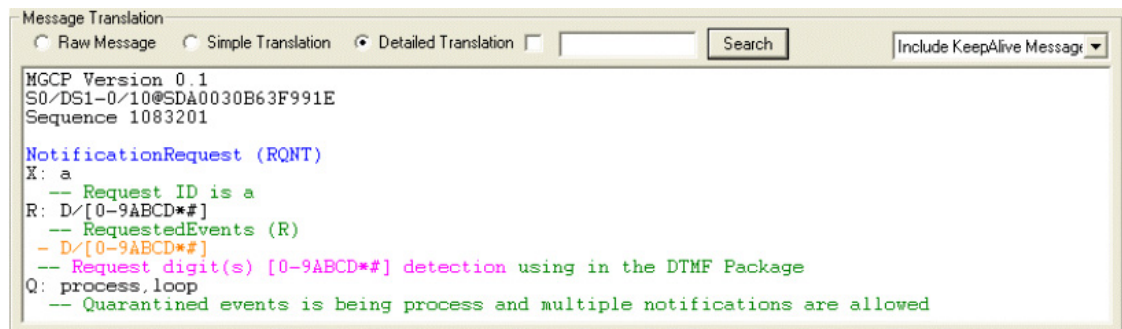 Message Translation
Raw Message Simple Translation Detailed Translation Search Include KeepAlive Message
MGCP Version 0.1
S0/DS1-0/10@SDA0030B63F991E
Sequence 1083201
NotificationRequest (RQNT)
X: a
-- Request ID is a
R: D/[0-9ABCD*#]
-- RequestedEvents (R)
- D/[0-9ABCD*#]
-- Request digit(s) [0-9ABCD*#] detection using in the DTMF Package
Q: process,loop
-- Quarantined events is being process and multiple notifications are allowed